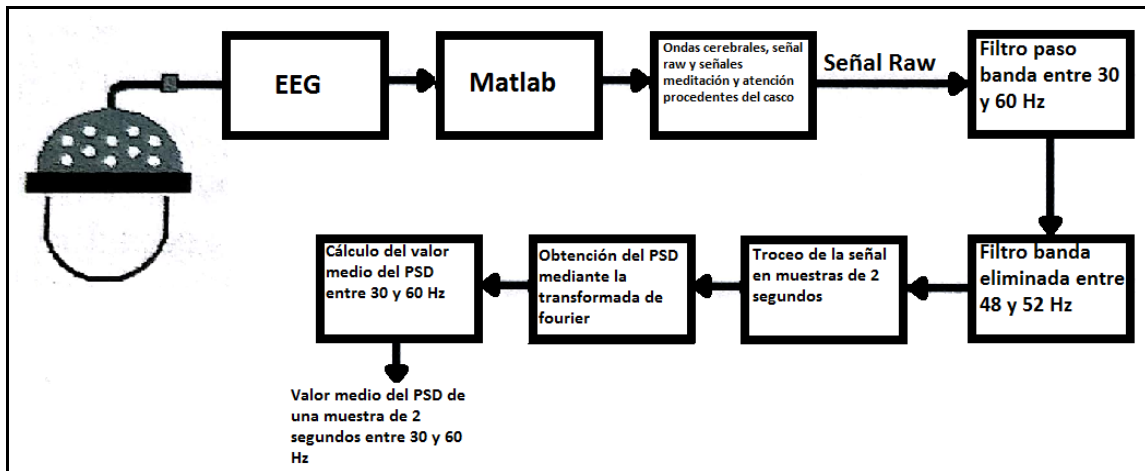 EEG
Matlab
Ondas cerebrales, señal
raw y señales
meditación y atención
procedentes del casco
Señal Raw
Filtro paso
banda entre 30
y 60 Hz
Filtro banda
eliminada entre
48 y 52 Hz
Troceo de la señal
en muestras de 2
segundos
Obtención del PSD
mediante la
transformada de
fourier
Cálculo del valor
medio del PSD
entre 30 y 60 Hz
Valor medio del PSD de
una muestra de 2
segundos entre 30 y 60
Hz